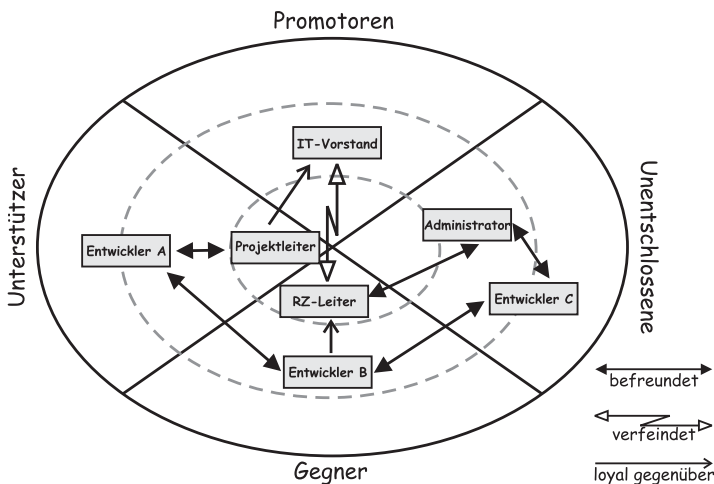 Promotoren
IT-Vorstand
Unterstützer
Unentschlossene
Administrator
Entwickler A
Projektleiter
RZ-Leiter
Entwickler C
Entwickler B
befreundet
verfeindet
Gegner
loyal gegenüber